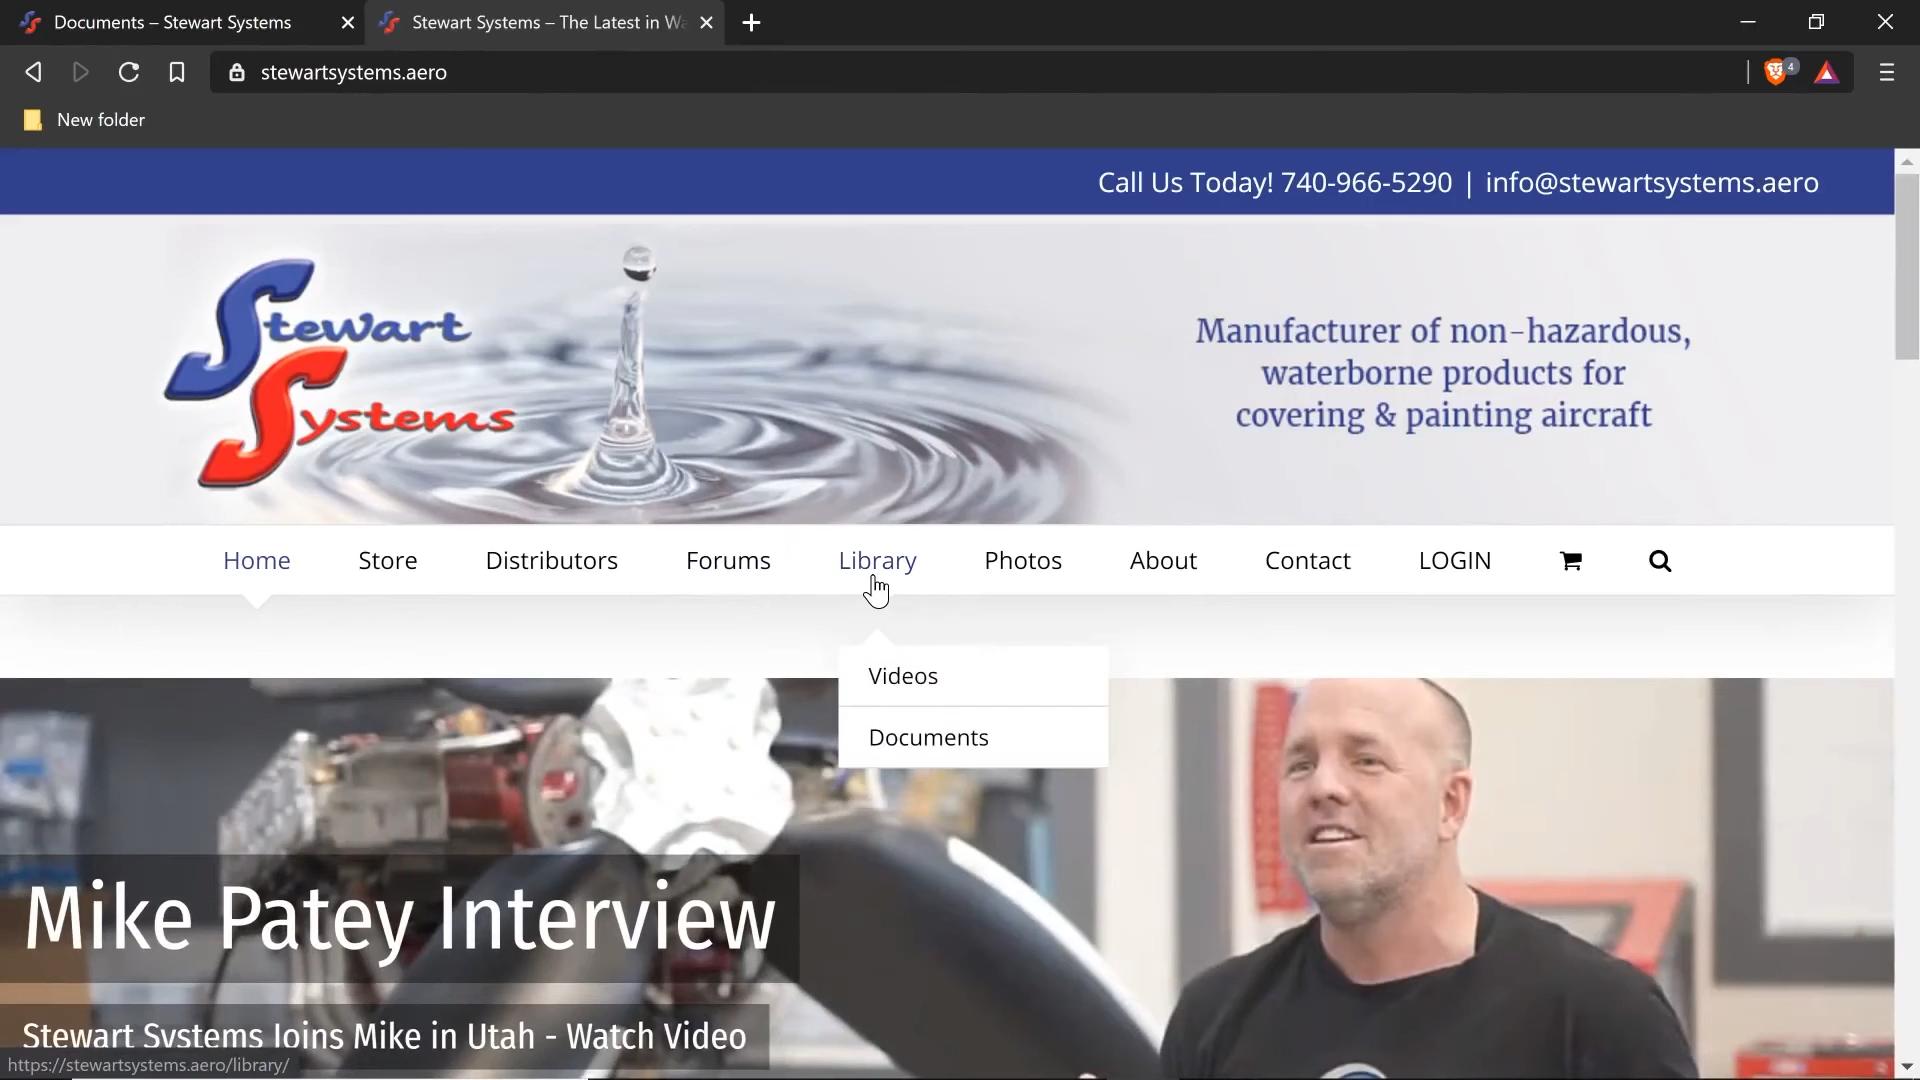 Documents – Stewart Systems
Stewart Systems – The Latest in Wa
stewartsystems.aero
4
New folder
Call Us Today! 740-966-5290 | info@stewartsystems.aero
Stewart
Systems
Manufacturer of non-hazardous,
waterborne products for
covering & painting aircraft
Home Store Distributors Forums Library Photos About Contact LOGIN
Videos
Documents
Mike Patey Interview
Stewart Systems Joins Mike in Utah - Watch Video
https://stewartsystems.aero/library/